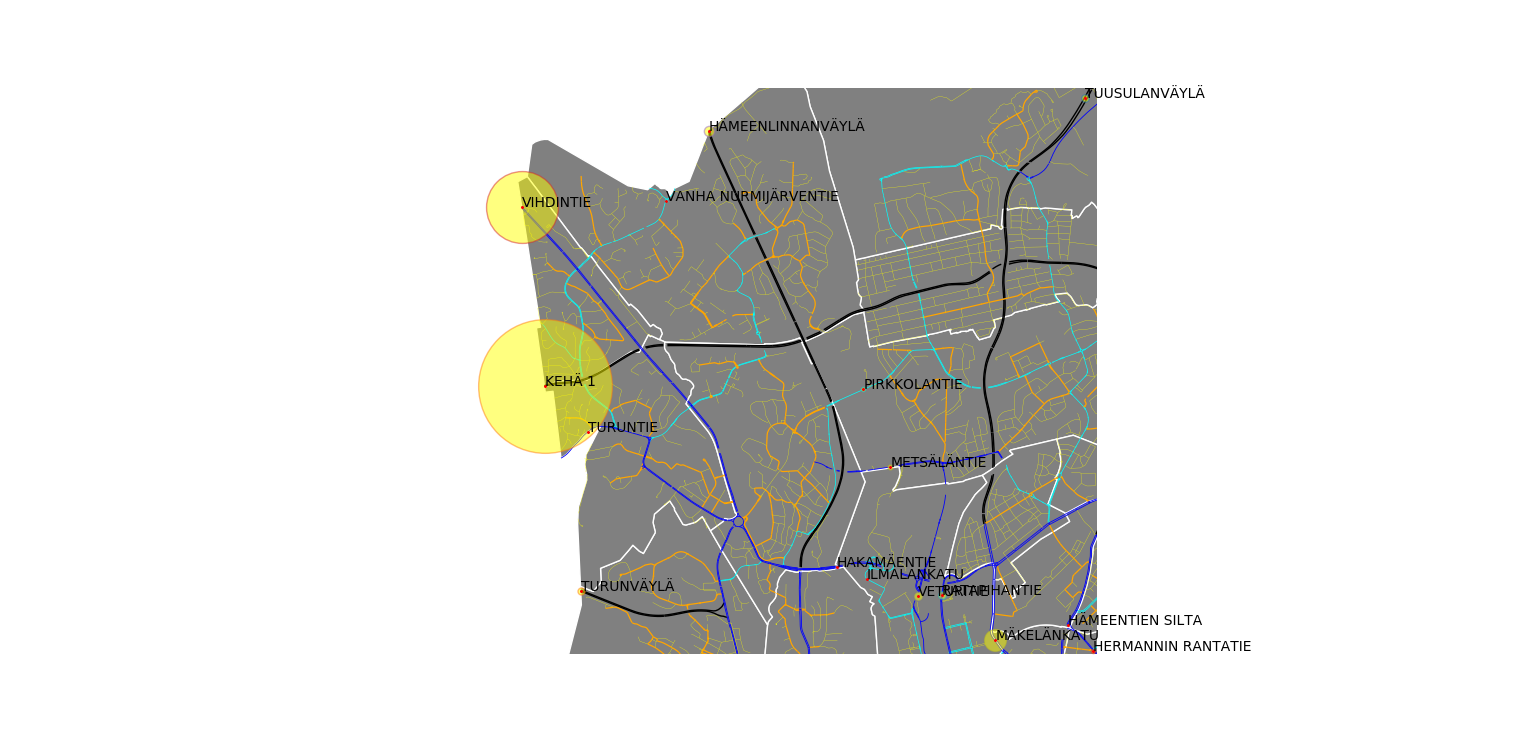 TUUSULANVÄYLÄ
HÄMEENLINNANVÄYLÄ
VANHA NURMIJÄRVENTIE
VIHDINTIE
KEHÄ 1
PIRKKOLANTIE
TURUNTIE
METSÄLÄNTIE
HAKAMÄENTIE
ILMALANKATU
TURUNVÄYLÄ
VETURITIE
RATAPIHANTIE
HÄMEENTIEN SILTA
MÄKELÄNKATU
HERMANNIN RANTATIE